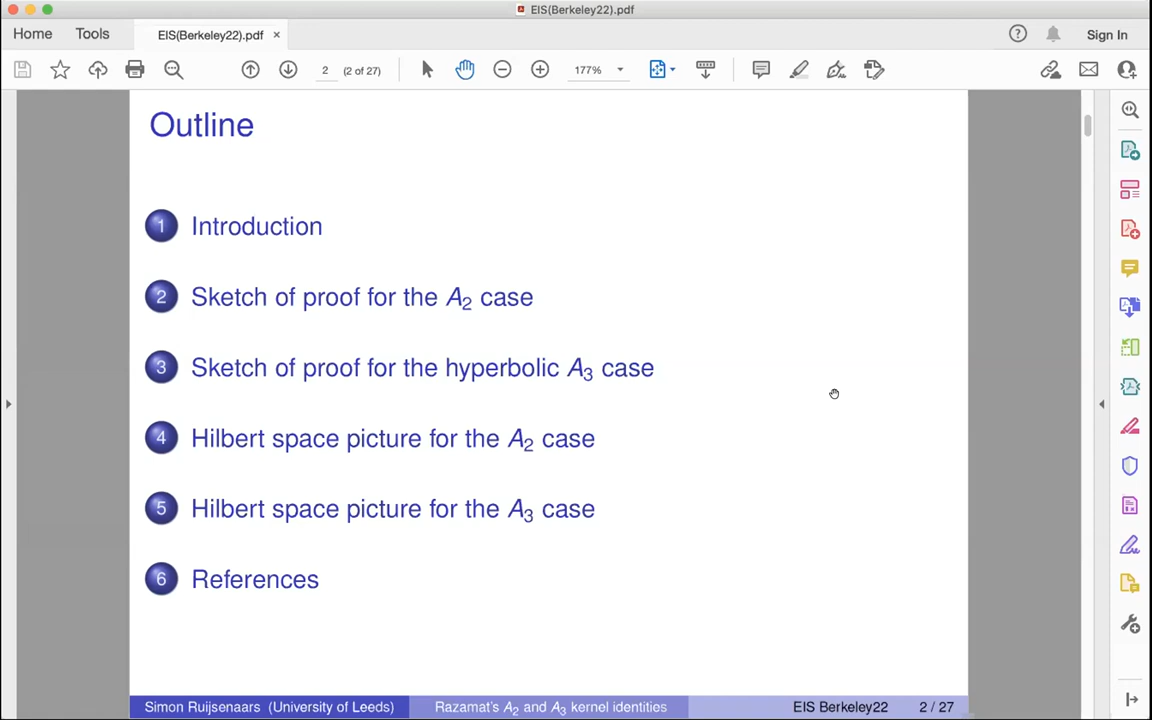 EIS(Berkeley22).pdf
Home Tools EIS(Berkeley22).pdf × ? Sign In
2 (2 of 27) 177%
Outline
1 Introduction
2 Sketch of proof for the A₂ case
3 Sketch of proof for the hyperbolic A₃ case
4 Hilbert space picture for the A₂ case
5 Hilbert space picture for the A₃ case
6 References
Simon Ruijsenaars (University of Leeds) Razamat's A₂ and A₃ kernel identities EIS Berkeley22 2 / 27